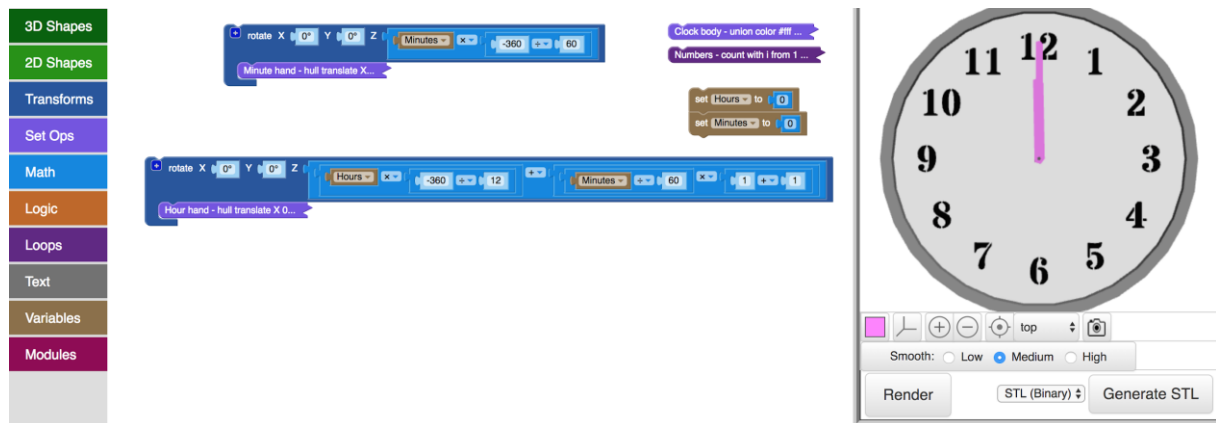 3D Shapes
2D Shapes
Transforms
Set Ops
Math
Logic
Loops
Text
Variables
Modules
+ rotate X 0° Y 0° Z Minutes × -360 ÷ 60
Minute hand - hull translate X...
Clock body - union color #fff ...
Numbers - count with i from 1 ...
set Hours to 0
set Minutes to 0
+ rotate X 0° Y 0° Z Hours × -360 ÷ 12 + Minutes ÷ 60 × 1 ÷ 1
Hour hand - hull translate X 0...
12
11 1
10 2
9 3
8 4
7 5
6
top
Smooth: Low Medium High
Render STL (Binary) Generate STL